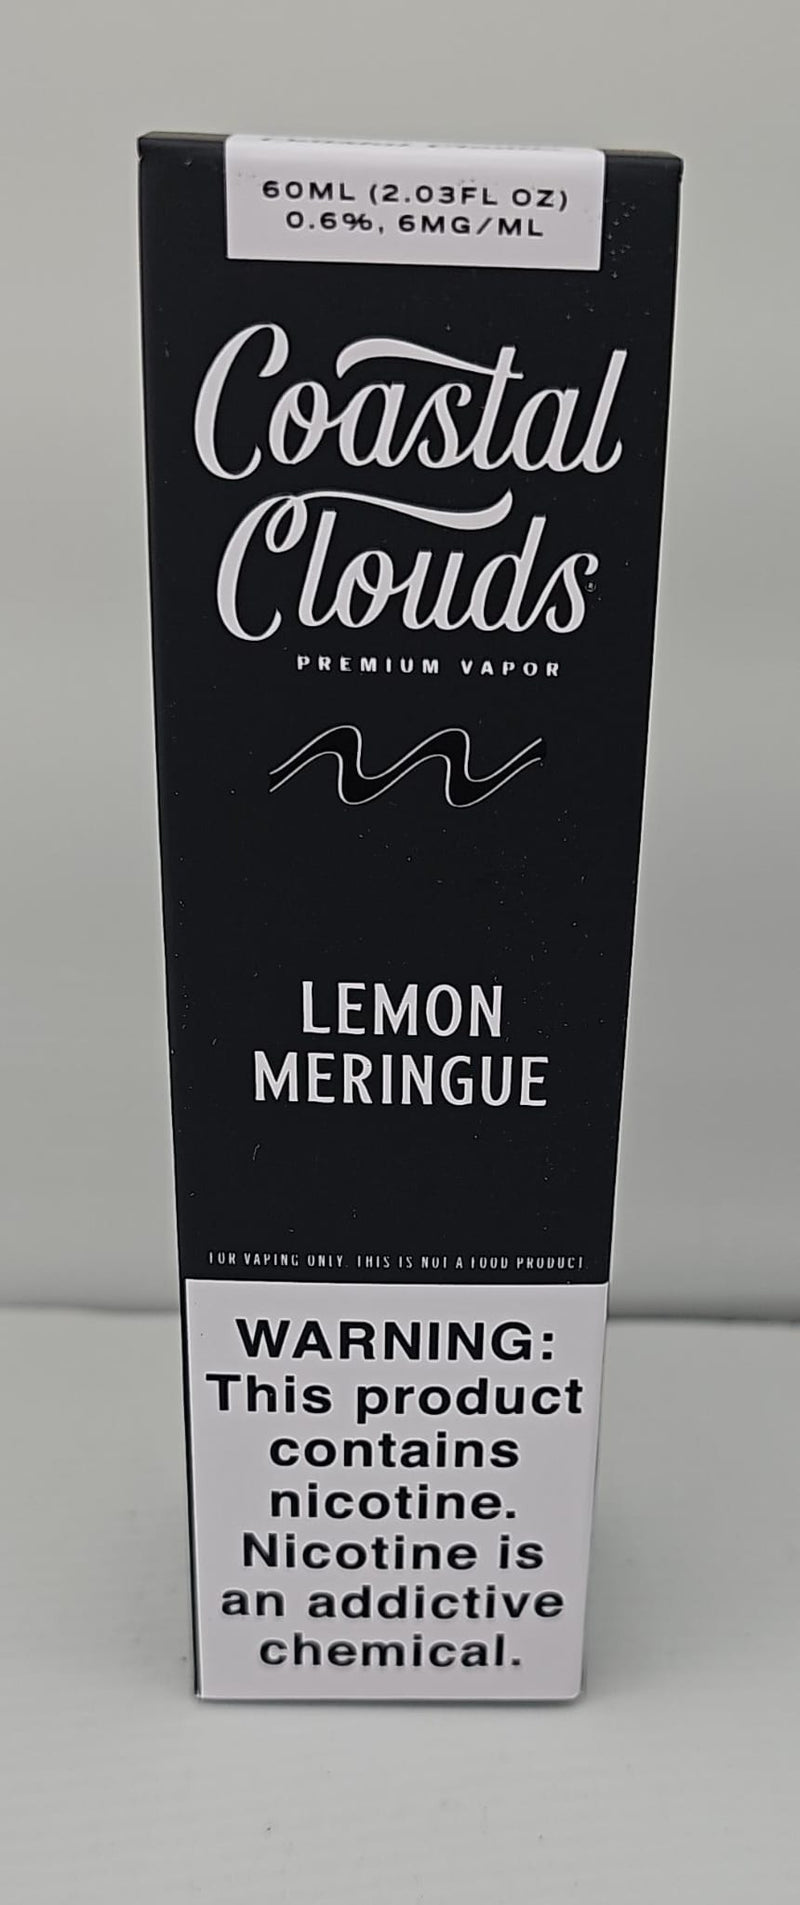 60ML (2.03FL OZ)
0.6%, 6MG/ML
Coastal
Clouds®
PREMIUM VAPOR
LEMON
MERINGUE
FOR VAPING ONLY. THIS IS NOT A FOOD PRODUCT.
WARNING:
This product
contains
nicotine.
Nicotine is
an addictive
chemical.